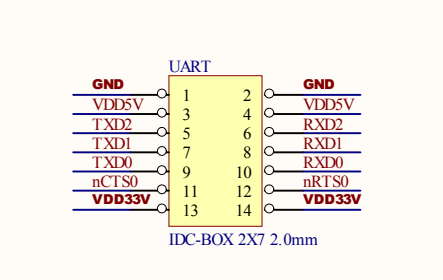 UART
GND 1 2 GND
VDD5V 3 4 VDD5V
TXD2 5 6 RXD2
TXD1 7 8 RXD1
TXD0 9 10 RXD0
nCTS0 11 12 nRTS0
VDD33V 13 14 VDD33V
IDC-BOX 2X7 2.0mm